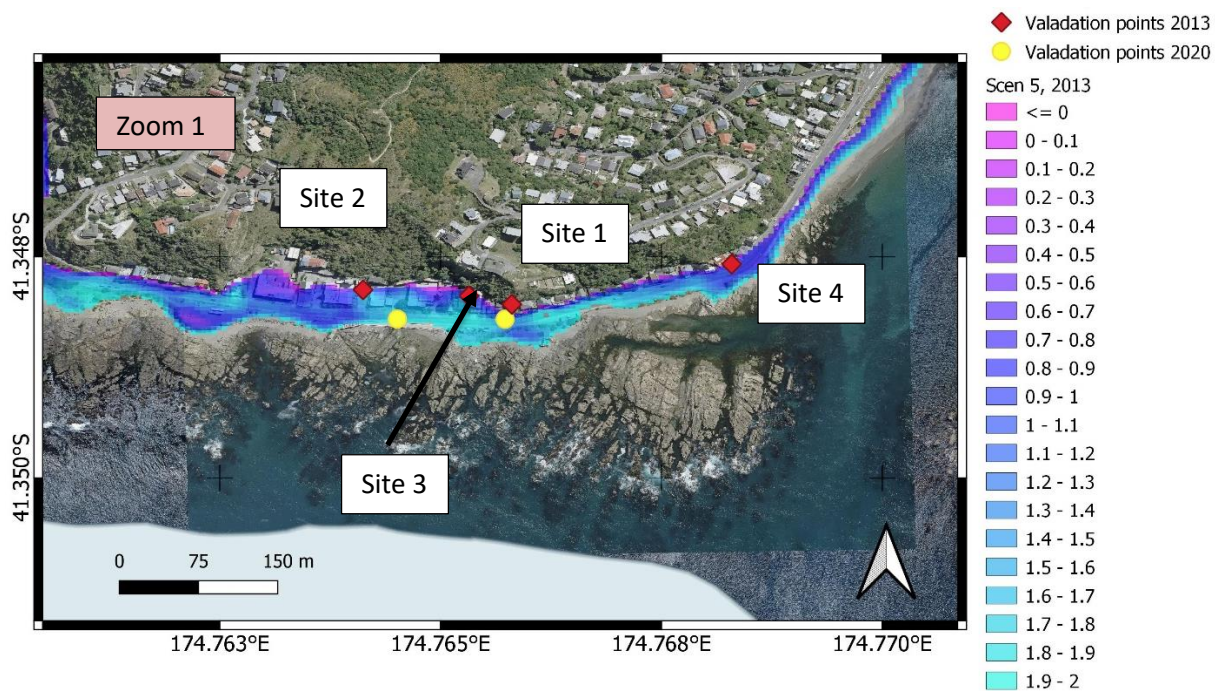 Valadation points 2013
Valadation points 2020
Scen 5, 2013
<= 0
0 - 0.1
0.1 - 0.2
0.2 - 0.3
0.3 - 0.4
0.4 - 0.5
0.5 - 0.6
0.6 - 0.7
0.7 - 0.8
0.8 - 0.9
0.9 - 1
1 - 1.1
1.1 - 1.2
1.2 - 1.3
1.3 - 1.4
1.4 - 1.5
1.5 - 1.6
1.6 - 1.7
1.7 - 1.8
1.8 - 1.9
1.9 - 2
Zoom 1
Site 2
Site 1
Site 4
Site 3
41.348°S
41.350°S
0 75 150 m
174.763°E 174.765°E 174.768°E 174.770°E